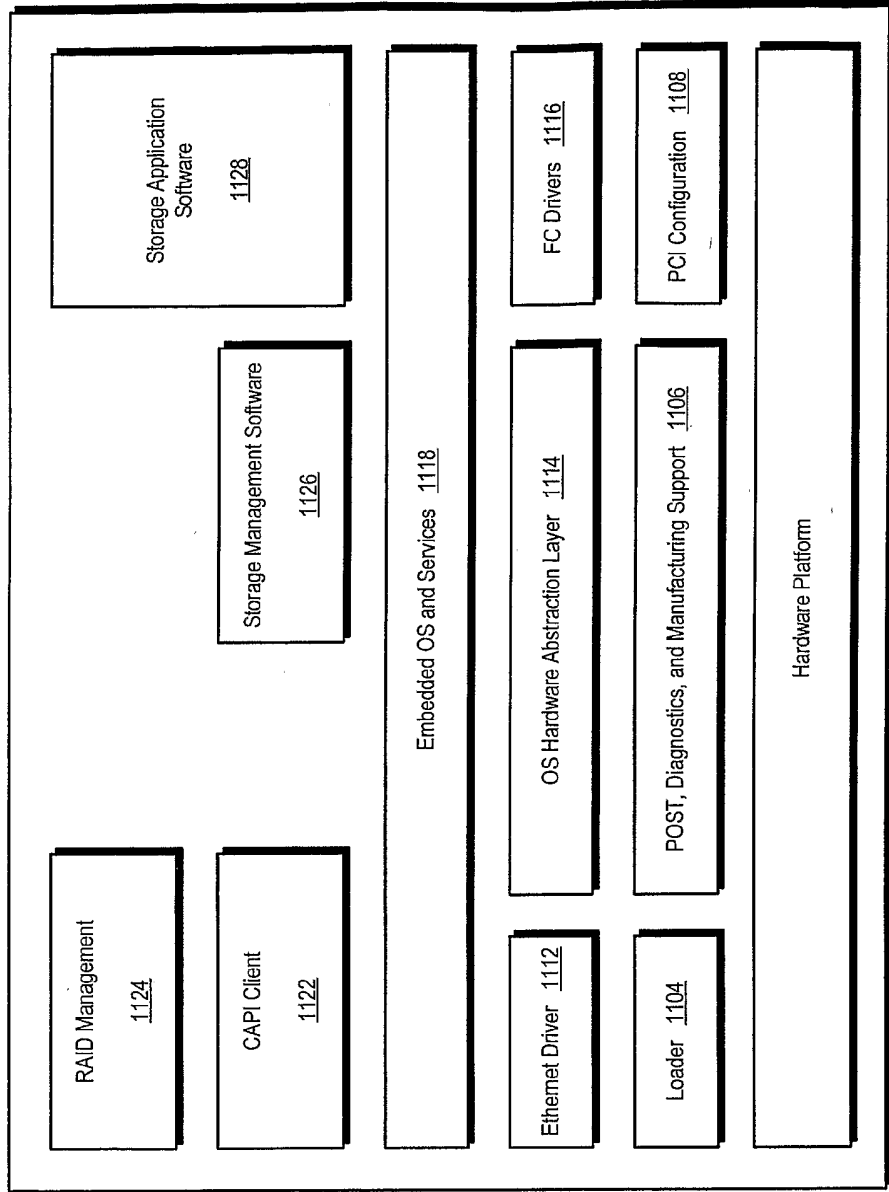 RAID Management
1124
CAPI Client
1122
Storage Management Software
1126
Storage Application
Software
1128
Embedded OS and Services 1118
Ethernet Driver 1112
OS Hardware Abstraction Layer 1114
FC Drivers 1116
Loader 1104
POST, Diagnostics, and Manufacturing Support 1106
PCI Configuration 1108
Hardware Platform